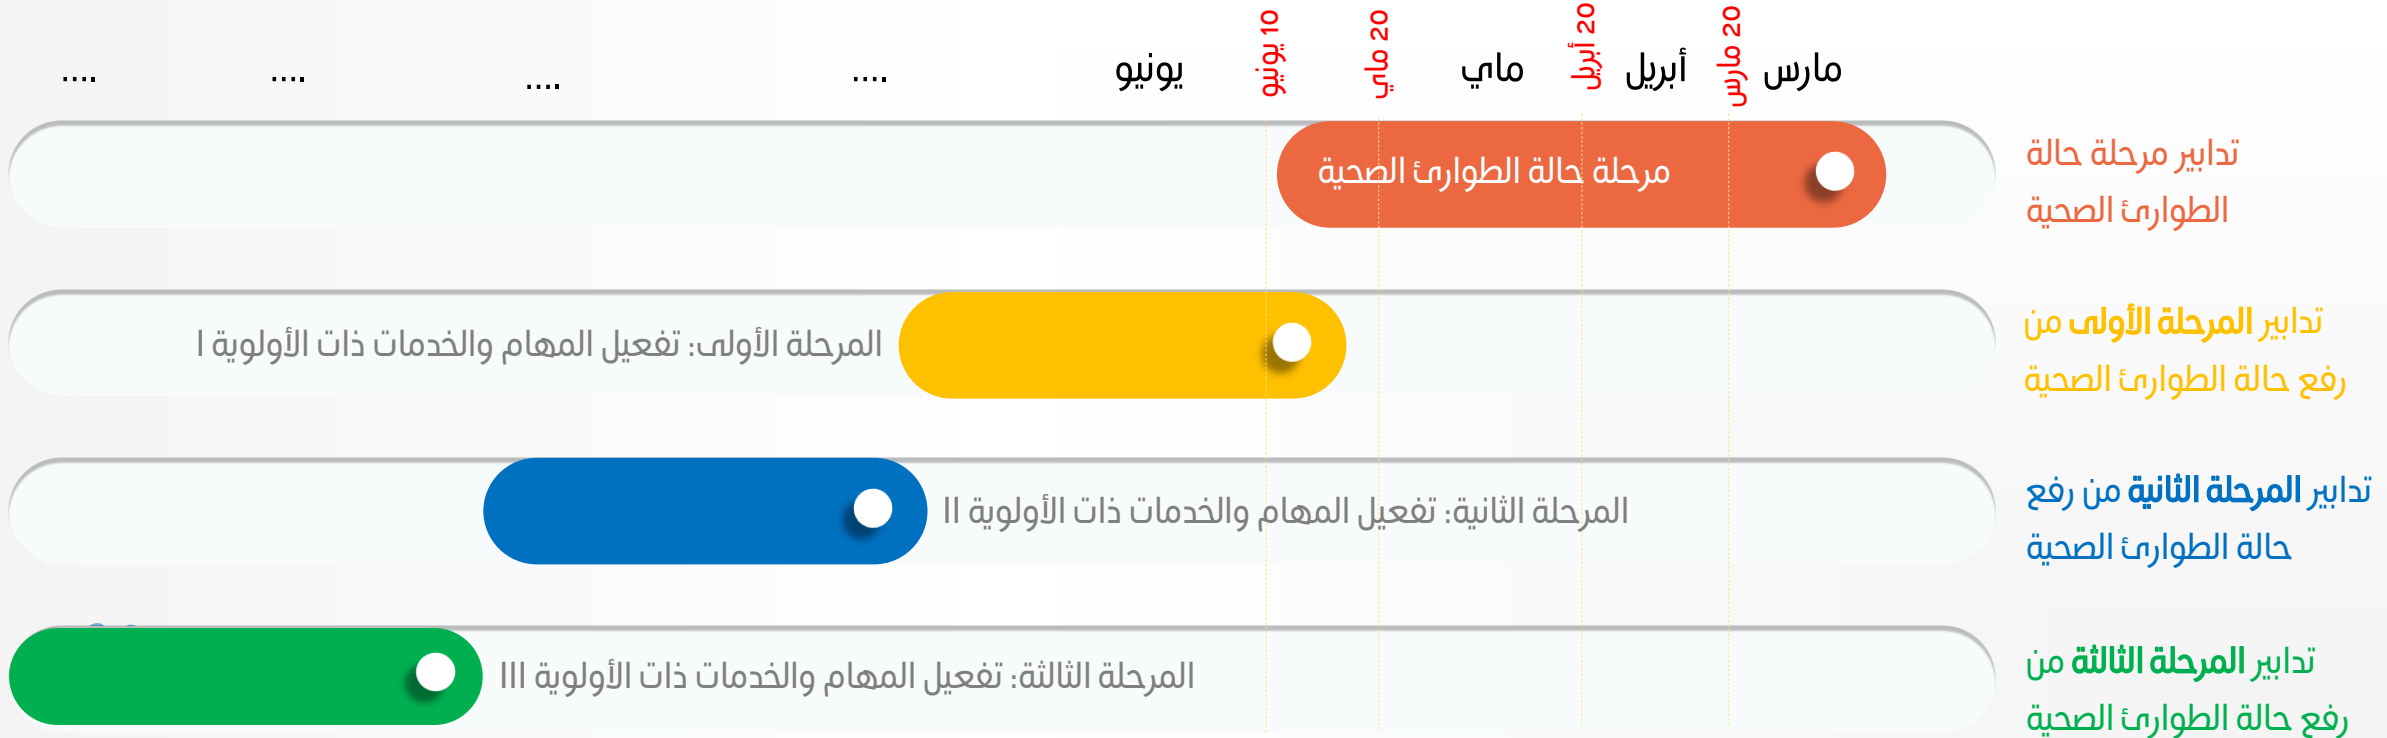 مارس
20 مارس
أبريل
20 أبريل
ماي
20 ماي
10 يونيو
يونيو
....
....
....
....
تدابير مرحلة حالة
الطوارئ الصحية
مرحلة حالة الطوارئ الصحية
تدابير المرحلة الأولى من
رفع حالة الطوارئ الصحية
المرحلة الأولى: تفعيل المهام والخدمات ذات الأولوية I
تدابير المرحلة الثانية من رفع
حالة الطوارئ الصحية
المرحلة الثانية: تفعيل المهام والخدمات ذات الأولوية II
تدابير المرحلة الثالثة من
رفع حالة الطوارئ الصحية
المرحلة الثالثة: تفعيل المهام والخدمات ذات الأولوية III